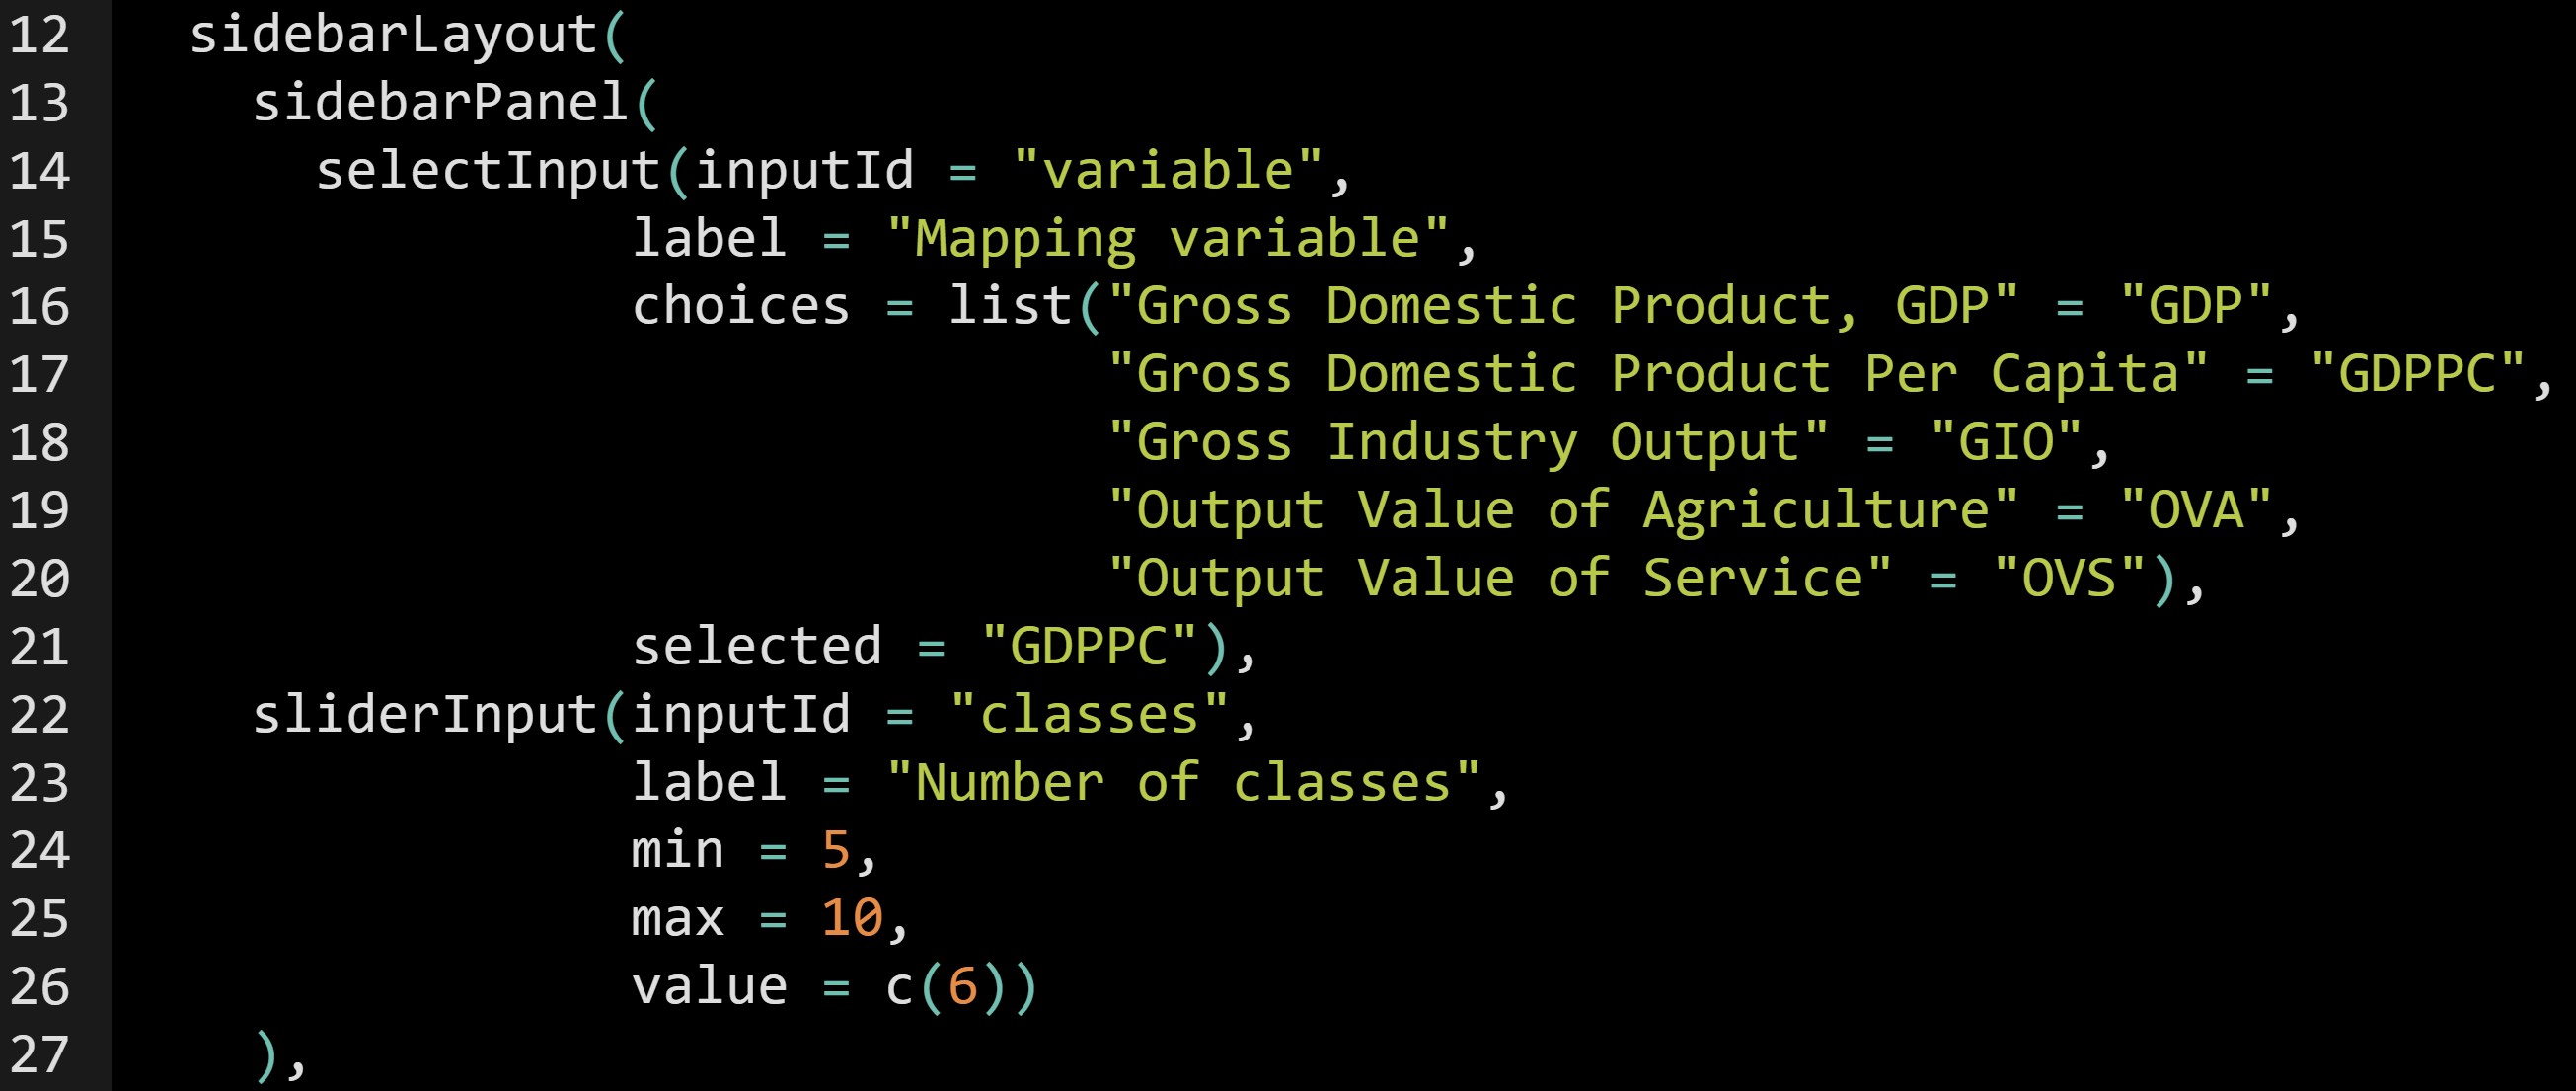 12   sidebarLayout(
13     sidebarPanel(
14       selectInput(inputId = "variable",
15                 label = "Mapping variable",
16                 choices = list("Gross Domestic Product, GDP" = "GDP",
17                                "Gross Domestic Product Per Capita" = "GDPPC",
18                                "Gross Industry Output" = "GIO",
19                                "Output Value of Agriculture" = "OVA",
20                                "Output Value of Service" = "OVS"),
21                 selected = "GDPPC"),
22     sliderInput(inputId = "classes",
23                 label = "Number of classes",
24                 min = 5,
25                 max = 10,
26                 value = c(6))
27     ),